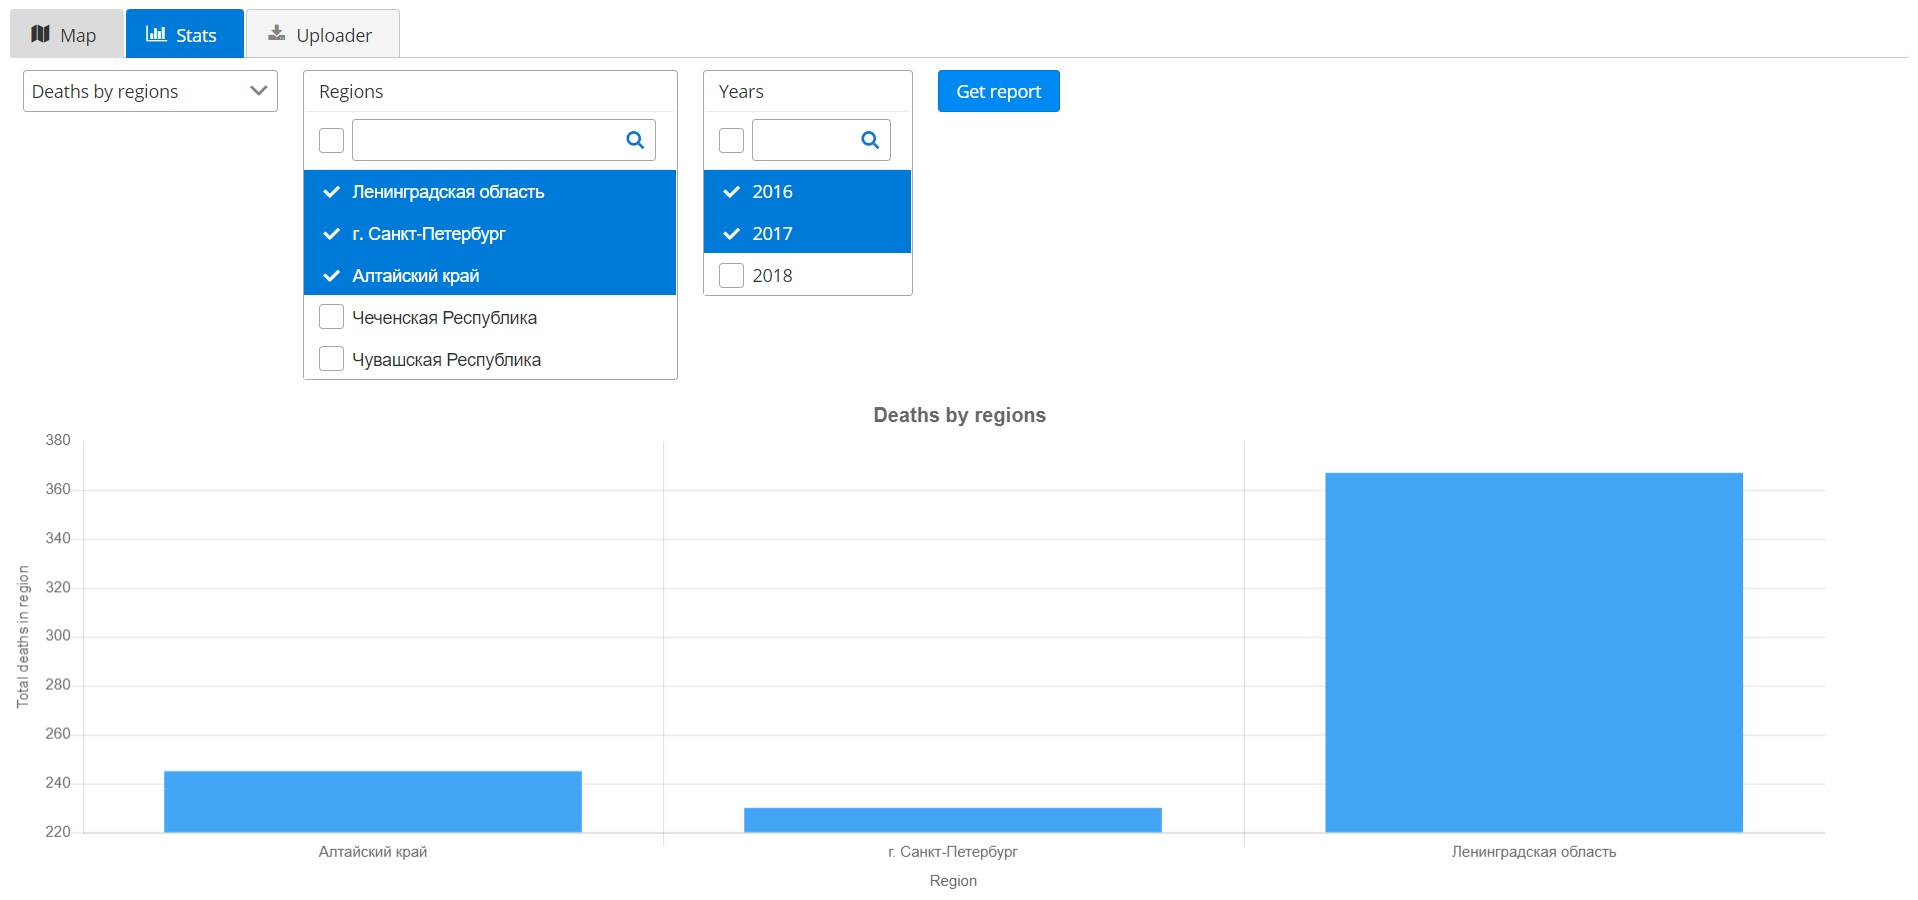 Map
Stats
Uploader
Deaths by regions
Regions
Ленинградская область
г. Санкт-Петербург
Алтайский край
Чеченская Республика
Чувашская Республика
Years
2016
2017
2018
Get report
Deaths by regions
Total deaths in region
380
360
340
320
300
280
260
240
220
Алтайский край
г. Санкт-Петербург
Ленинградская область
Region